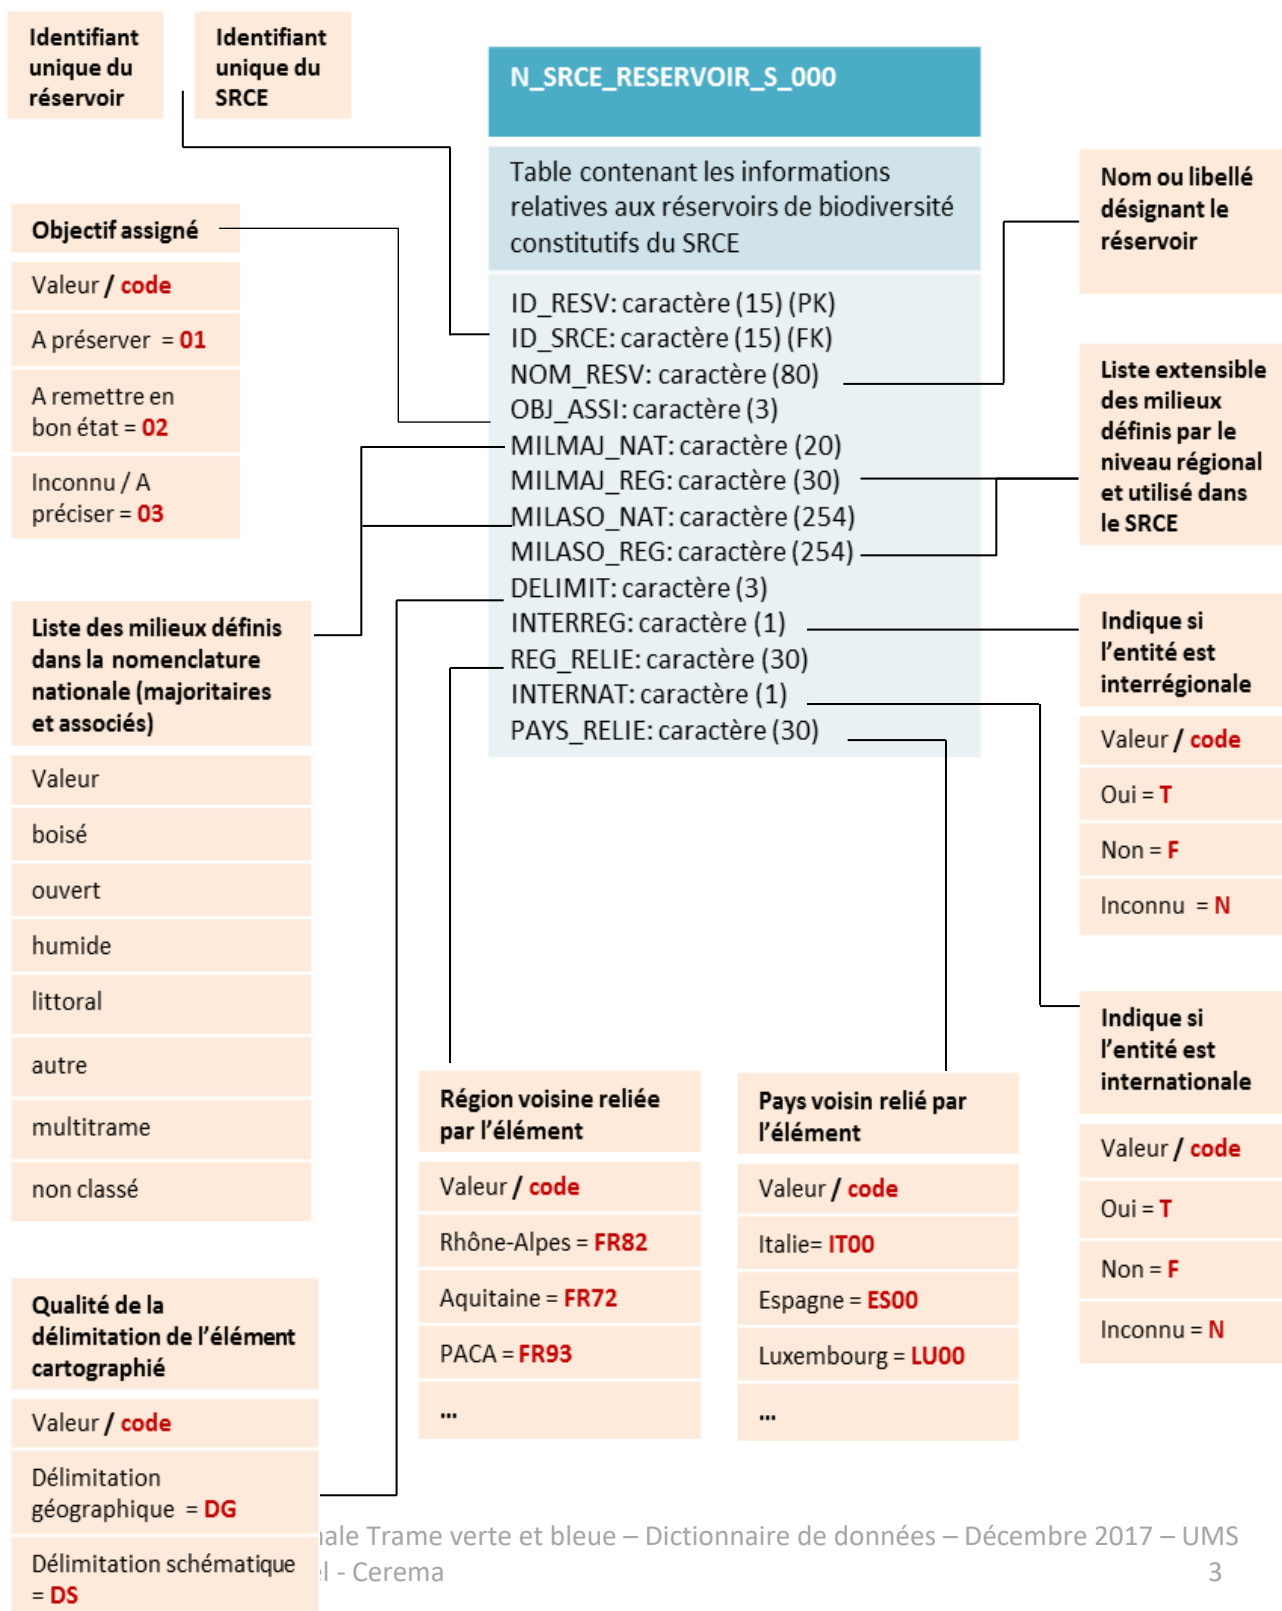 Identifiant
unique du
réservoir
Identifiant
unique du
SRCE
N_SRCE_RESERVOIR_S_000
Table contenant les informations
relatives aux réservoirs de biodiversité
constitutifs du SRCE
ID_RESV: caractère (15) (PK)
ID_SRCE: caractère (15) (FK)
NOM_RESV: caractère (80)
OBJ_ASSI: caractère (3)
MILMAJ_NAT: caractère (20)
MILMAJ_REG: caractère (30)
MILASO_NAT: caractère (254)
MILASO_REG: caractère (254)
DELIMIT: caractère (3)
INTERREG: caractère (1)
REG_RELIE: caractère (30)
INTERNAT: caractère (1)
PAYS_RELIE: caractère (30)
Objectif assigné
Valeur / code
A préserver = 01
A remettre en
bon état = 02
Inconnu / A
préciser = 03
Liste des milieux définis
dans la nomenclature
nationale (majoritaires
et associés)
Valeur
boisé
ouvert
humide
littoral
autre
multitrame
non classé
Qualité de la
délimitation de l'élément
cartographié
Valeur / code
Délimitation
géographique = DG
Délimitation schématique
= DS
Région voisine reliée
par l'élément
Valeur / code
Rhône-Alpes = FR82
Aquitaine = FR72
PACA = FR93
...
Pays voisin relié par
l'élément
Valeur / code
Italie= IT00
Espagne = ES00
Luxembourg = LU00
...
Nom ou libellé
désignant le
réservoir
Liste extensible
des milieux
définis par le
niveau régional
et utilisé dans
le SRCE
Indique si
l'entité est
interrégionale
Valeur / code
Oui = T
Non = F
Inconnu = N
Indique si
l'entité est
internationale
Valeur / code
Oui = T
Non = F
Inconnu = N
Trame verte et bleue – Dictionnaire de données – Décembre 2017 – UMS
- Cerema
3